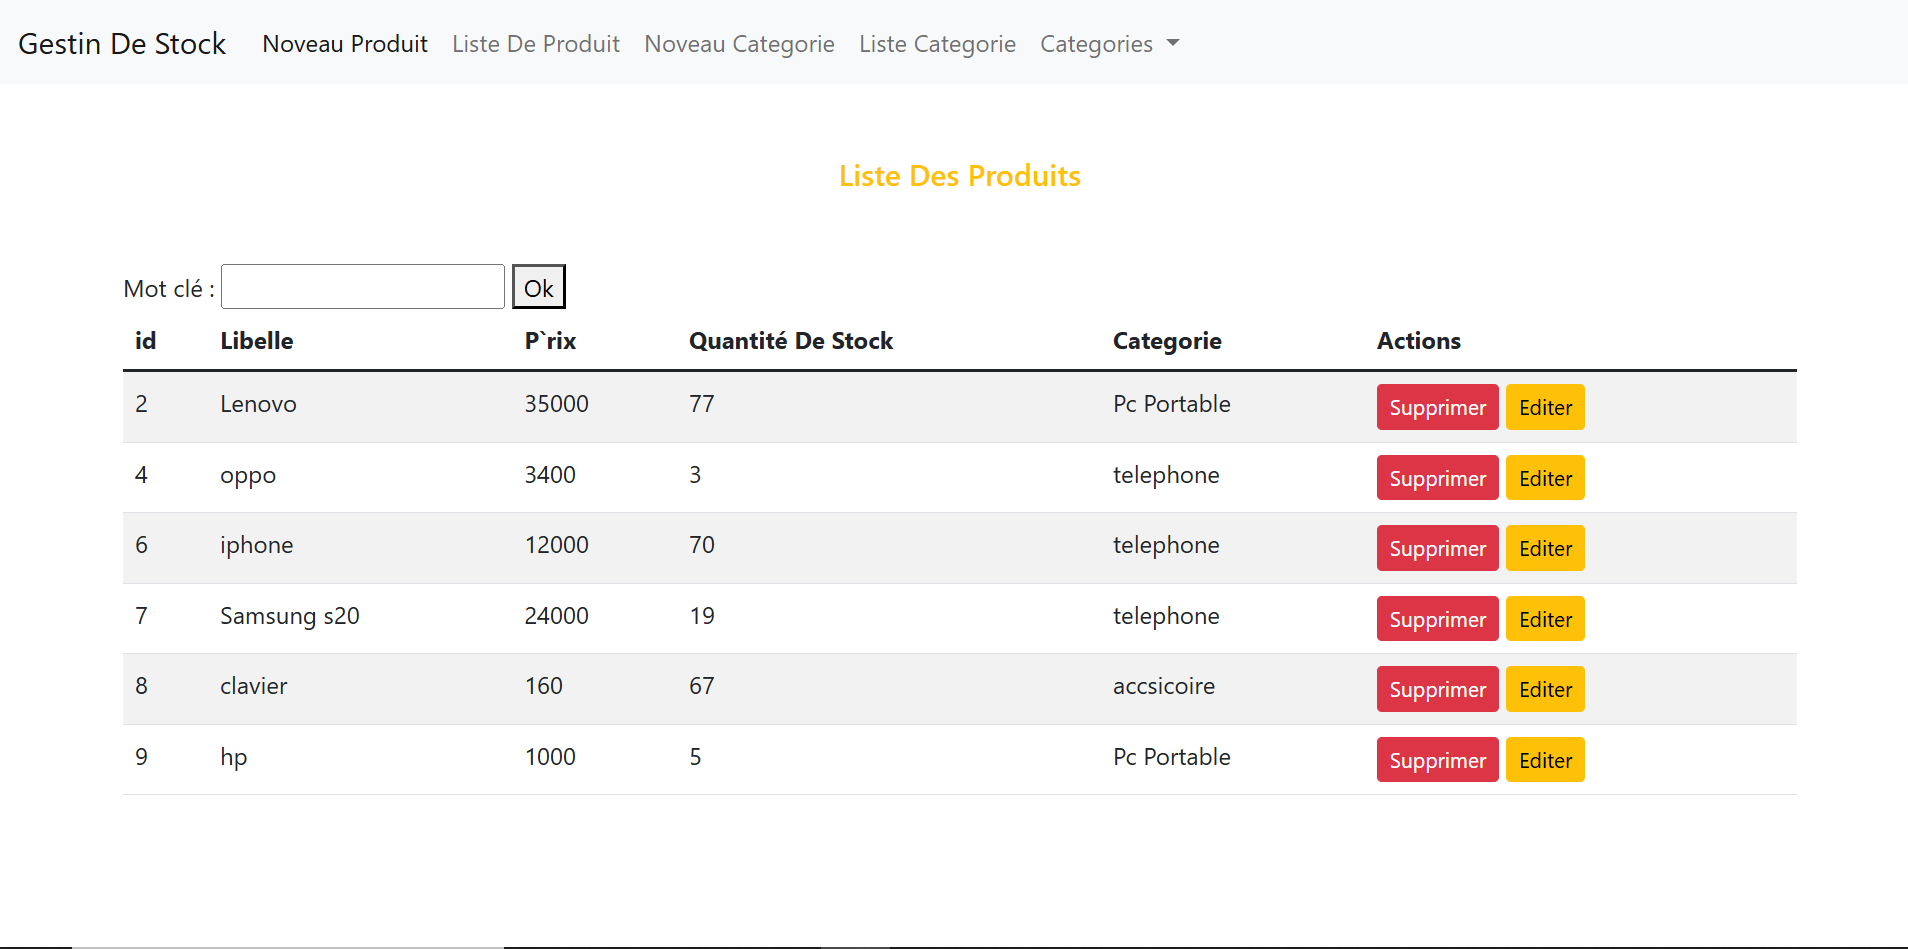 Gestin De Stock Noveau Produit Liste De Produit Noveau Categorie Liste Categorie Categories
Liste Des Produits
Mot clé : Ok
id Libelle P`rix Quantité De Stock Categorie Actions
2 Lenovo 35000 77 Pc Portable Supprimer Editer
4 oppo 3400 3 telephone Supprimer Editer
6 iphone 12000 70 telephone Supprimer Editer
7 Samsung s20 24000 19 telephone Supprimer Editer
8 clavier 160 67 accsicoire Supprimer Editer
9 hp 1000 5 Pc Portable Supprimer Editer